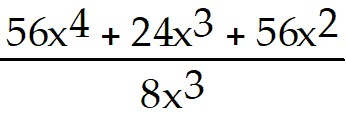 56x⁴ + 24x³ + 56x²
8x³